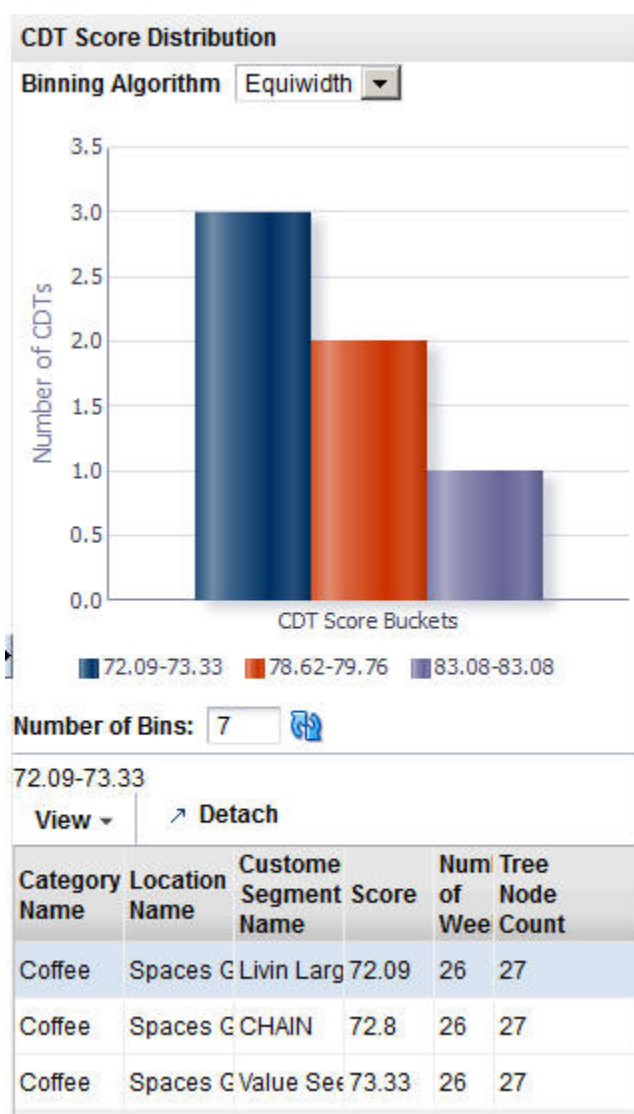 CDT Score Distribution
Binning Algorithm Equiwidth
3.5
3.0
2.5
2.0
1.5
1.0
0.5
0.0
Number of CDTs
CDT Score Buckets
72.09-73.33 78.62-79.76 83.08-83.08
Number of Bins: 7
72.09-73.33
View Detach
Category Name Location Name Custome Segment Name Score Num of Wee Tree Node Count
Coffee Spaces G Livin Larg 72.09 26 27
Coffee Spaces G CHAIN 72.8 26 27
Coffee Spaces G Value See 73.33 26 27